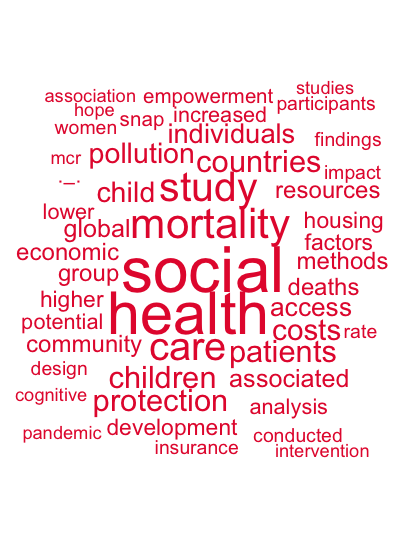 studies
association empowerment participants
hope snap increased
women individuals findings
mcr pollution countries impact
._. child study resources
lower global mortality housing
economic social factors
group methods
higher health deaths
potential access
community care costs rate
design children patients
cognitive protection associated
pandemic development analysis
insurance conducted
intervention